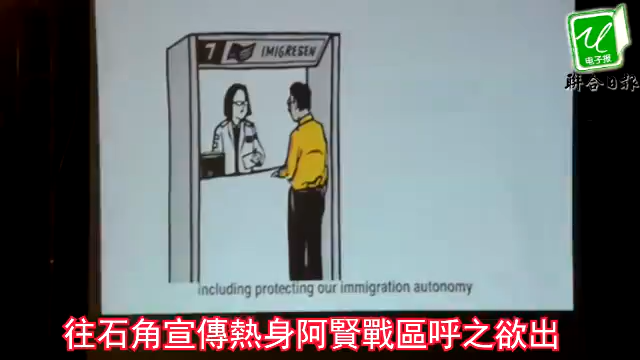 7 IMIGRESEN
电子报
聯合日报
including protecting our immigration autonomy
往石角宣傳熱身阿賢戰區呼之欲出